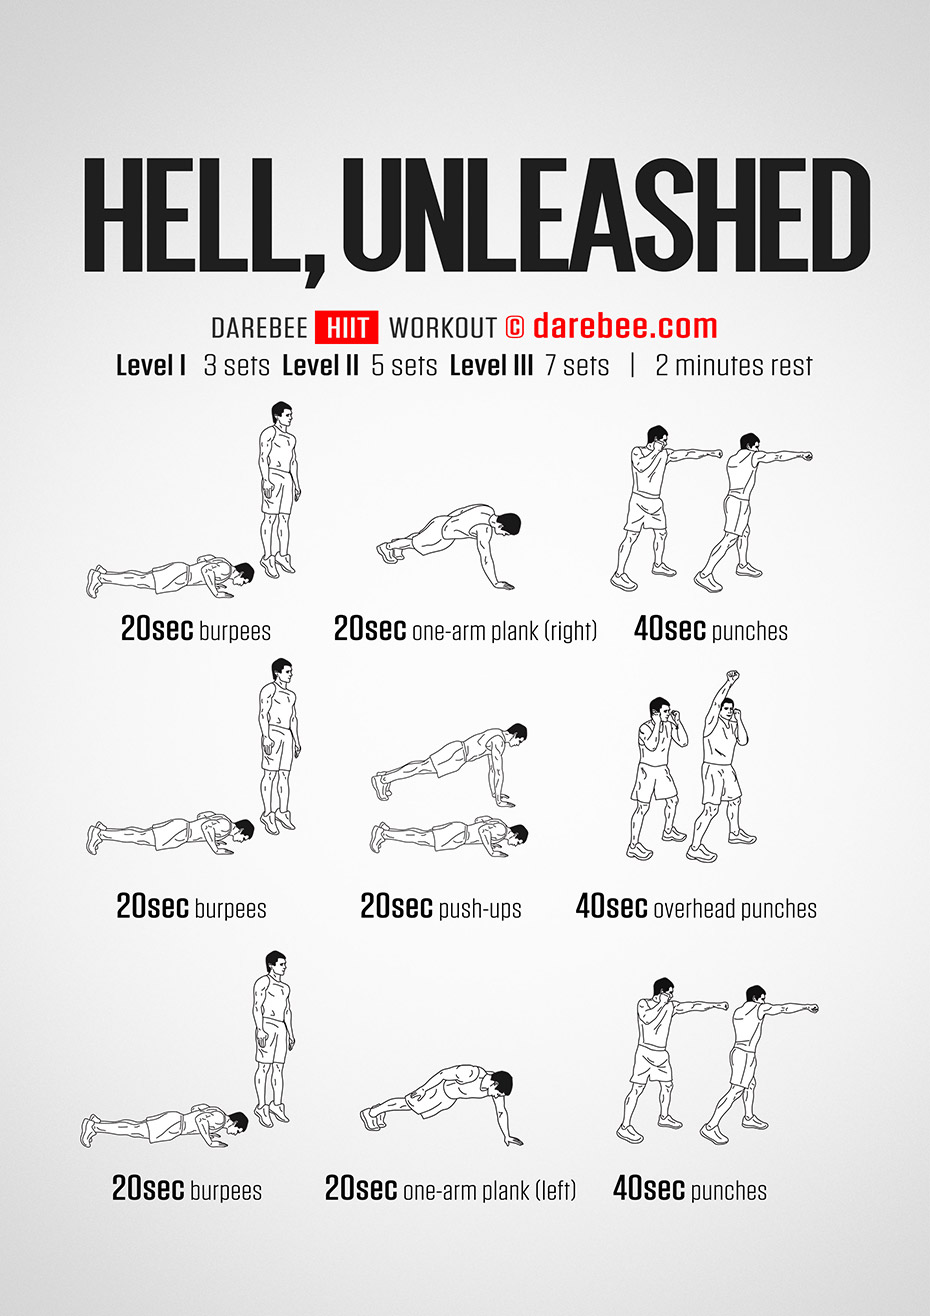 HELL, UNLEASHED
DAREBEE HIIT WORKOUT © darebee.com
Level I 3 sets Level II 5 sets Level III 7 sets | 2 minutes rest
20sec burpees 20sec one-arm plank (right) 40sec punches
20sec burpees 20sec push-ups 40sec overhead punches
20sec burpees 20sec one-arm plank (left) 40sec punches